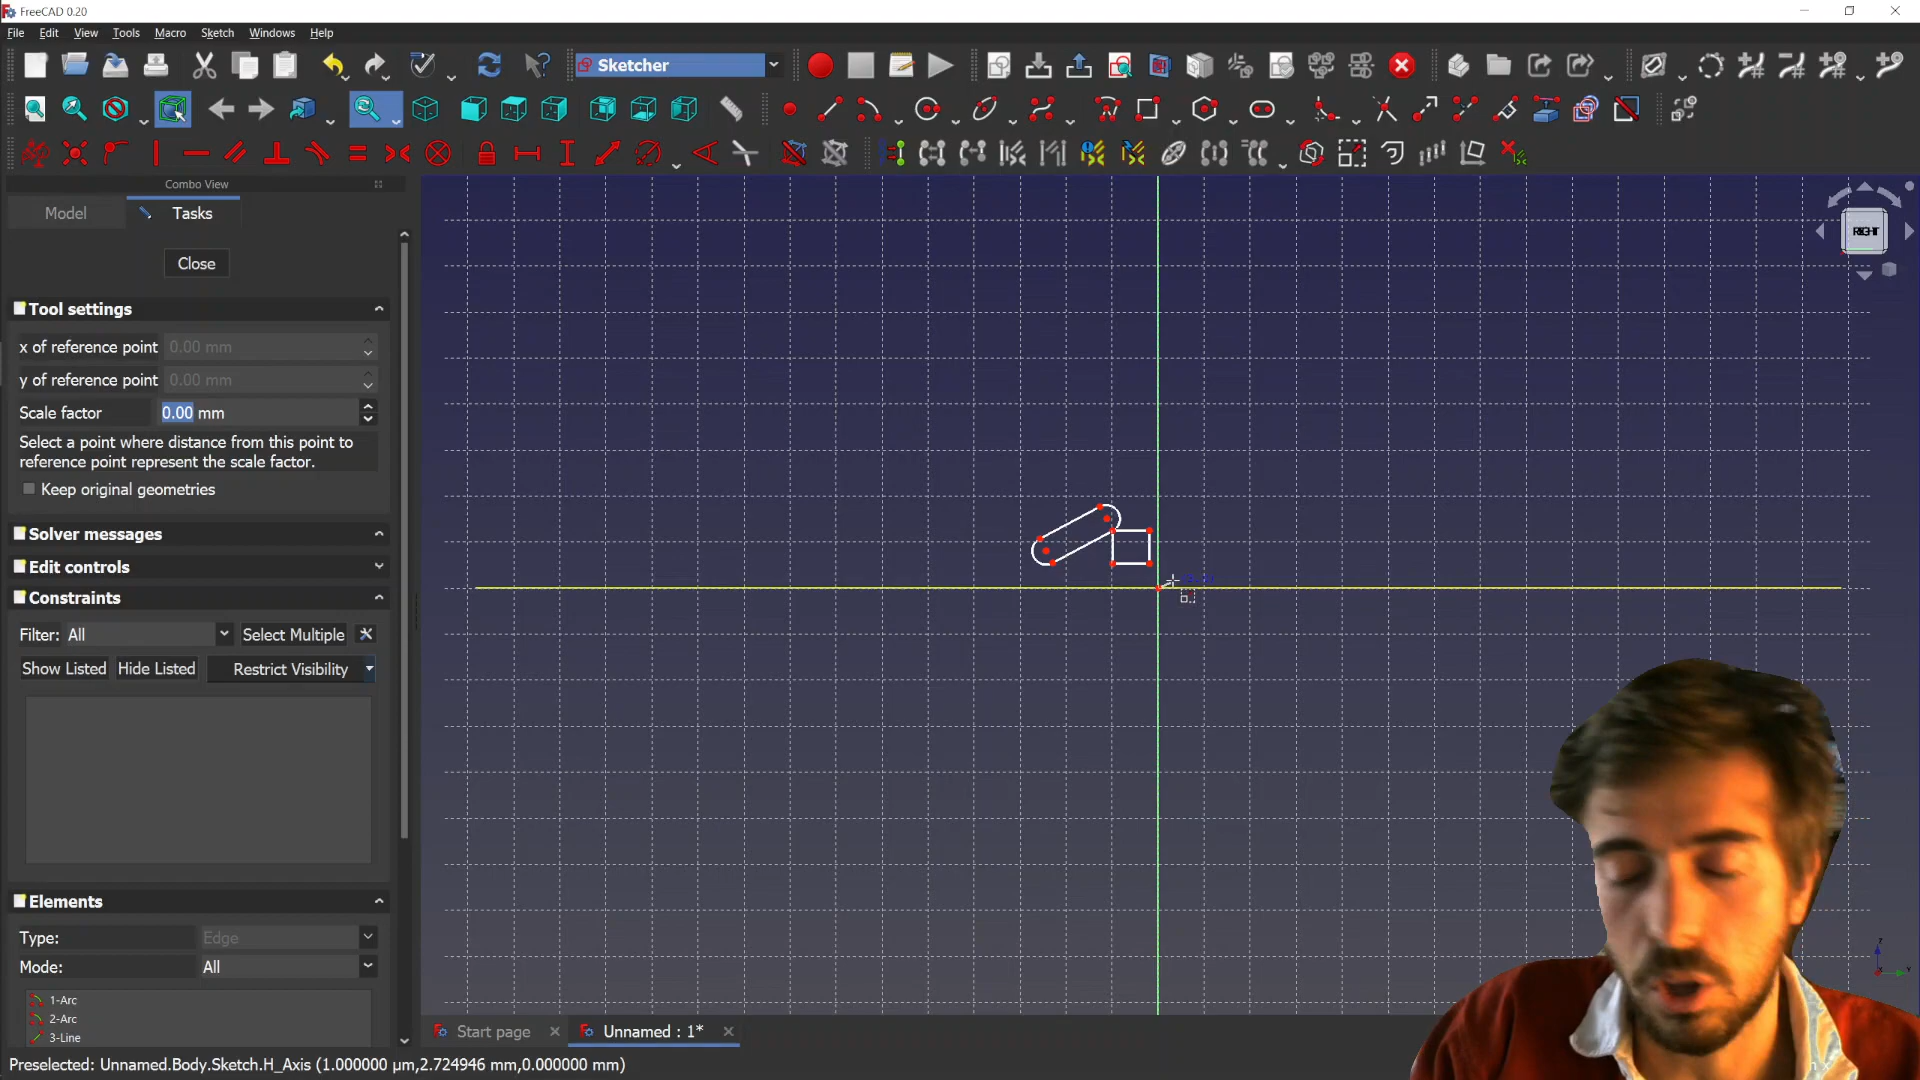 FreeCAD 0.20
File Edit View Tools Macro Sketch Windows Help
Sketcher
Combo View
Model Tasks
Close
Tool settings
x of reference point 0.00 mm
y of reference point 0.00 mm
Scale factor 0.00 mm
Select a point where distance from this point to
reference point represent the scale factor.
Keep original geometries
Solver messages
Edit controls
Constraints
Filter: All Select Multiple
Show Listed Hide Listed Restrict Visibility
Elements
Type: Edge
Mode: All
1-Arc
2-Arc
3-Line
RIGHT
Start page Unnamed : 1*
Preselected: Unnamed.Body.Sketch.H_Axis (1.000000 µm,2.724946 mm,0.000000 mm)